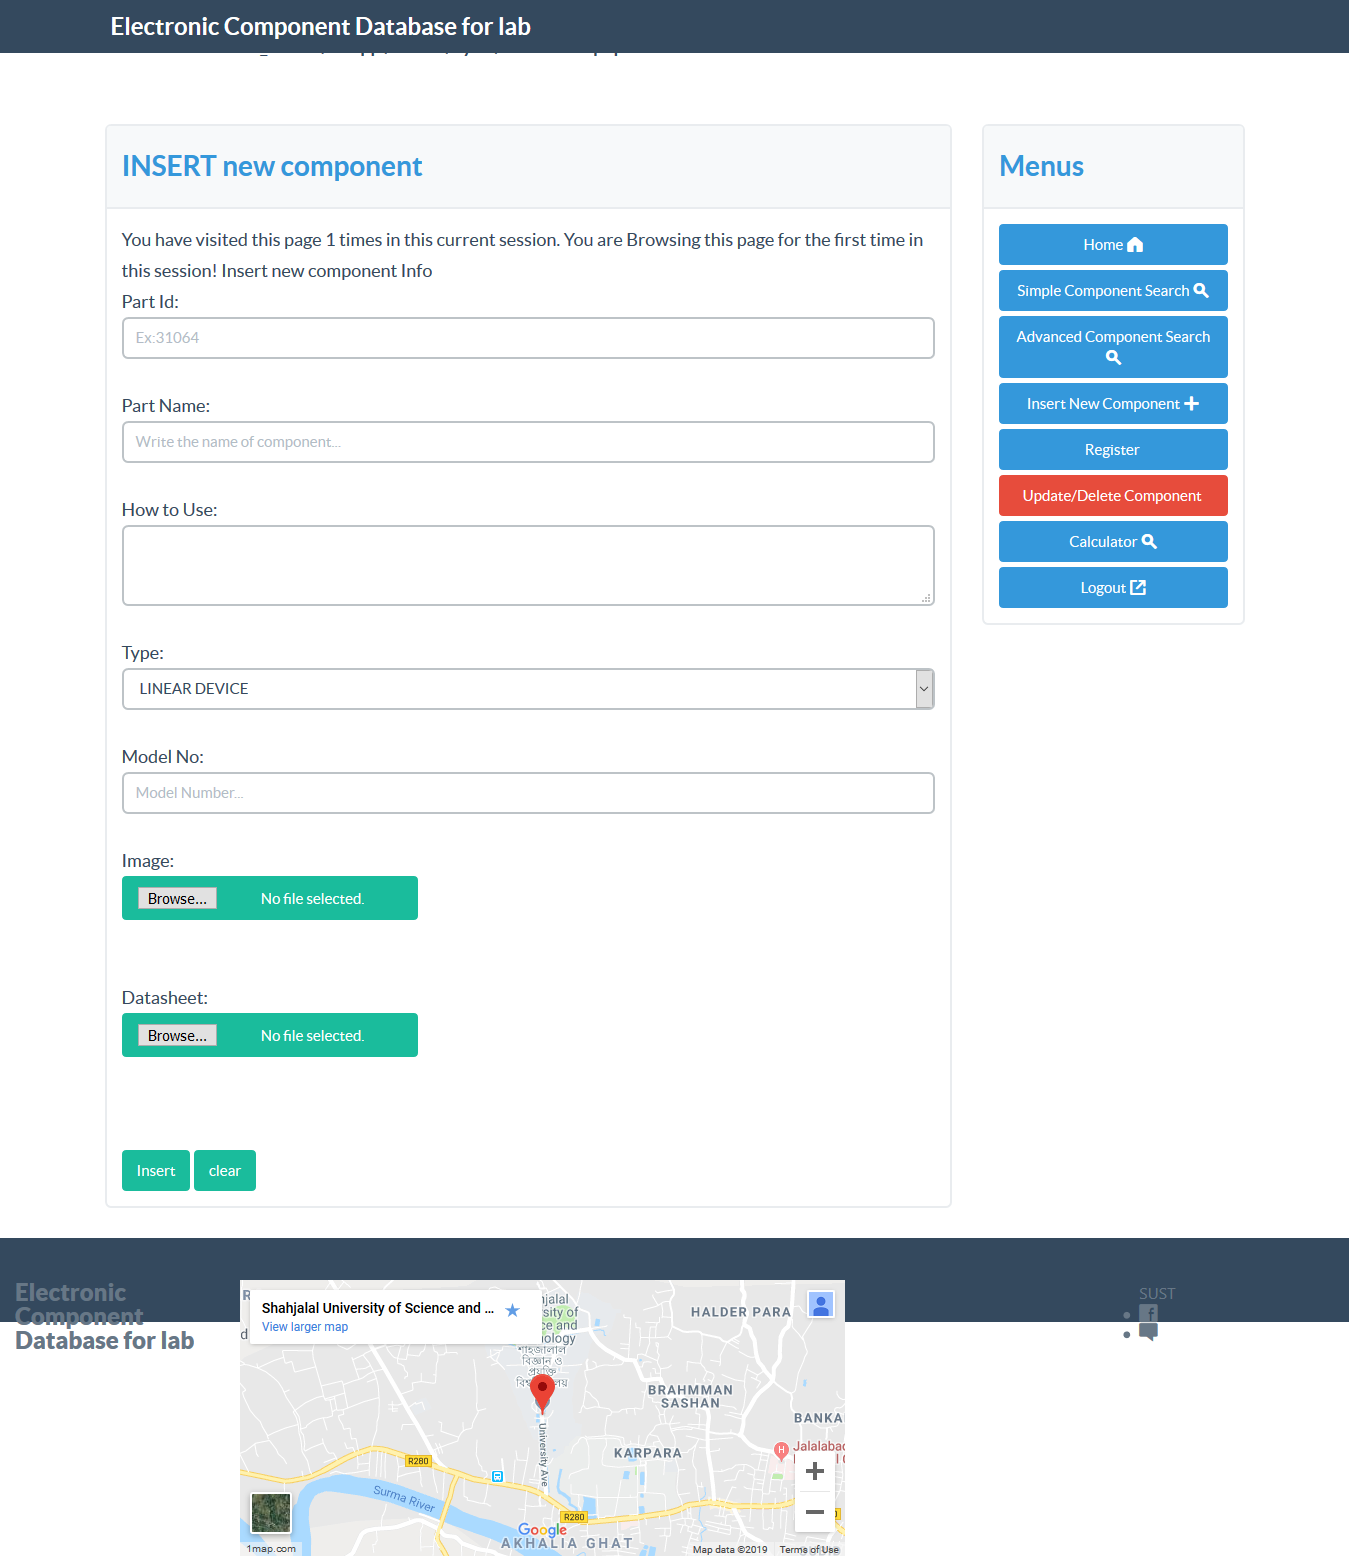 Electronic Component Database for lab
INSERT new component
You have visited this page 1 times in this current session. You are Browsing this page for the first time in
this session! Insert new component Info
Part Id:
Ex:31064
Part Name:
Write the name of component...
How to Use:
Type:
LINEAR DEVICE
Model No:
Model Number...
Image:
Browse... No file selected.
Datasheet:
Browse... No file selected.
Insert clear
Menus
Home
Simple Component Search
Advanced Component Search
Insert New Component
Register
Update/Delete Component
Calculator
Logout
Electronic
Component
Database for lab
Shahjalal University of Science and ...
View larger map
HALDER PARA
শাহজালাল
বিজ্ঞান ও
প্রযুক্তি
BRAHMMAN
SASHAN
BANKA
KARPARA
Jalalabad
University Ave
R280
Surma River
R280
Google
AKHALIA GHAT
1map.com
Map data ©2019 Terms of Use
SUST